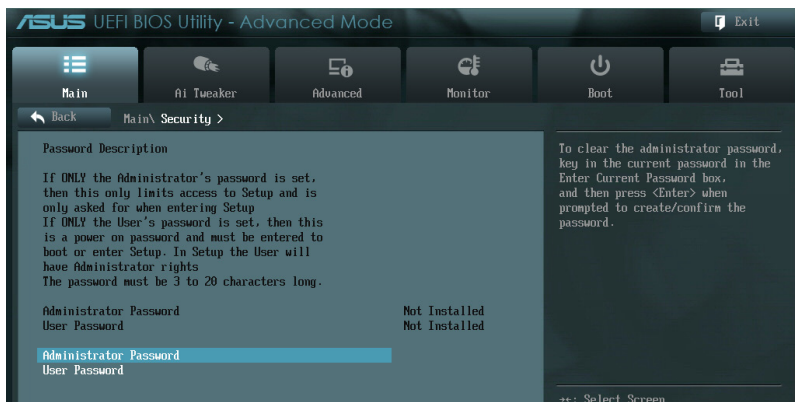 ASUS UEFI BIOS Utility - Advanced Mode
Exit
Main
Ai Tweaker
Advanced
Monitor
Boot
Tool
Back
Main\ Security >
Password Description
If ONLY the Administrator's password is set,
then this only limits access to Setup and is
only asked for when entering Setup
If ONLY the User's password is set, then this
is a power on password and must be entered to
boot or enter Setup. In Setup the User will
have Administrator rights
The password must be 3 to 20 characters long.
Administrator Password Not Installed
User Password Not Installed
Administrator Password
User Password
To clear the administrator password,
key in the current password in the
Enter Current Password box,
and then press <Enter> when
prompted to create/confirm the
password.
→←: Select Screen